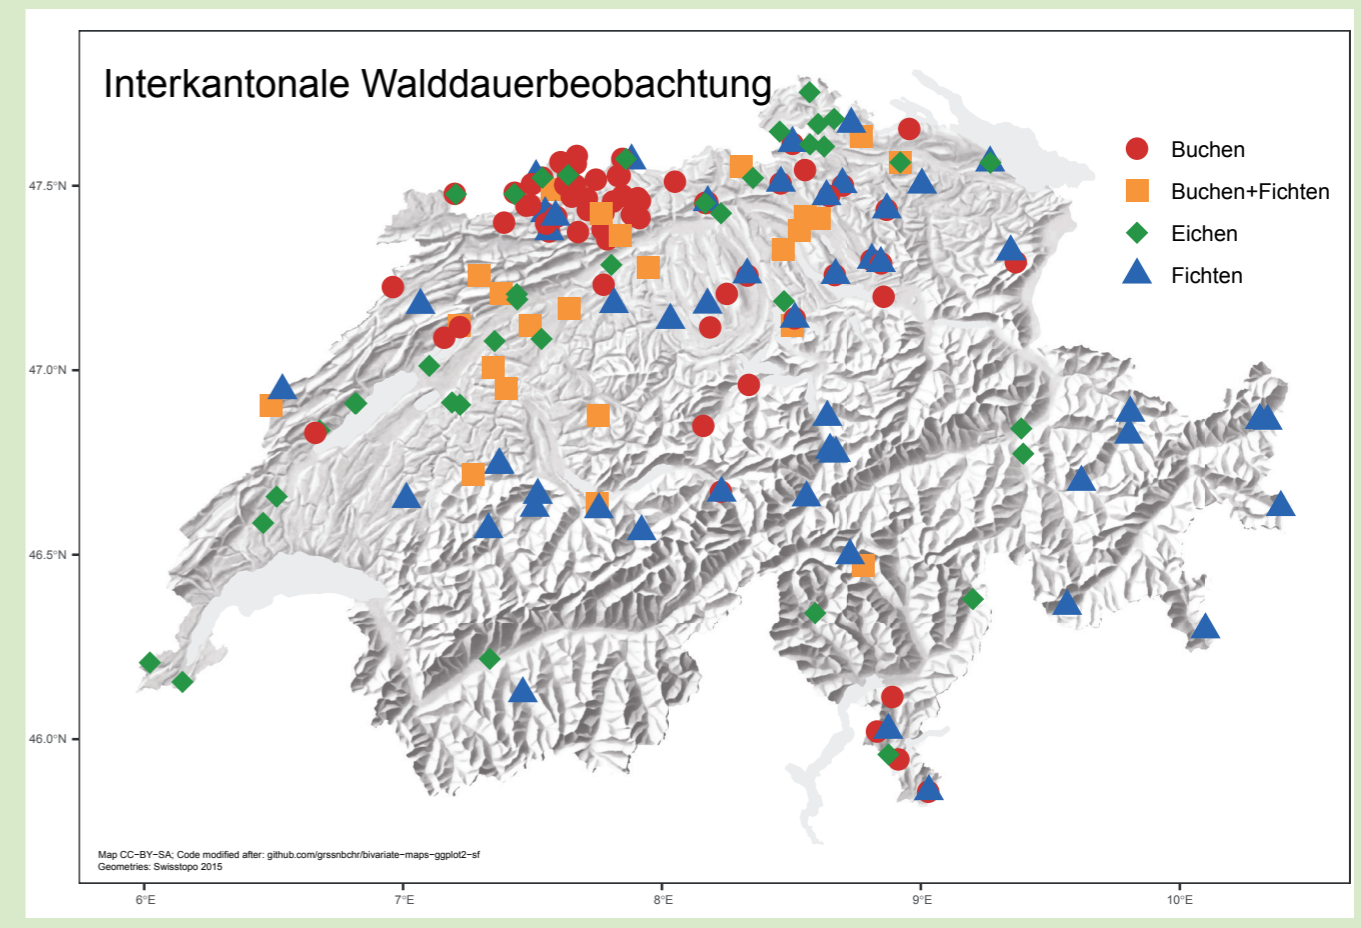 Interkantonale Walddauerbeobachtung
Buchen
Buchen+Fichten
Eichen
Fichten
47.5°N
47.0°N
46.5°N
46.0°N
Map CC−BY−SA; Code modified after: github.com/grssnbchr/bivariate−maps−ggplot2−sf
Geometries: Swisstopo 2015
6°E 7°E 8°E 9°E 10°E